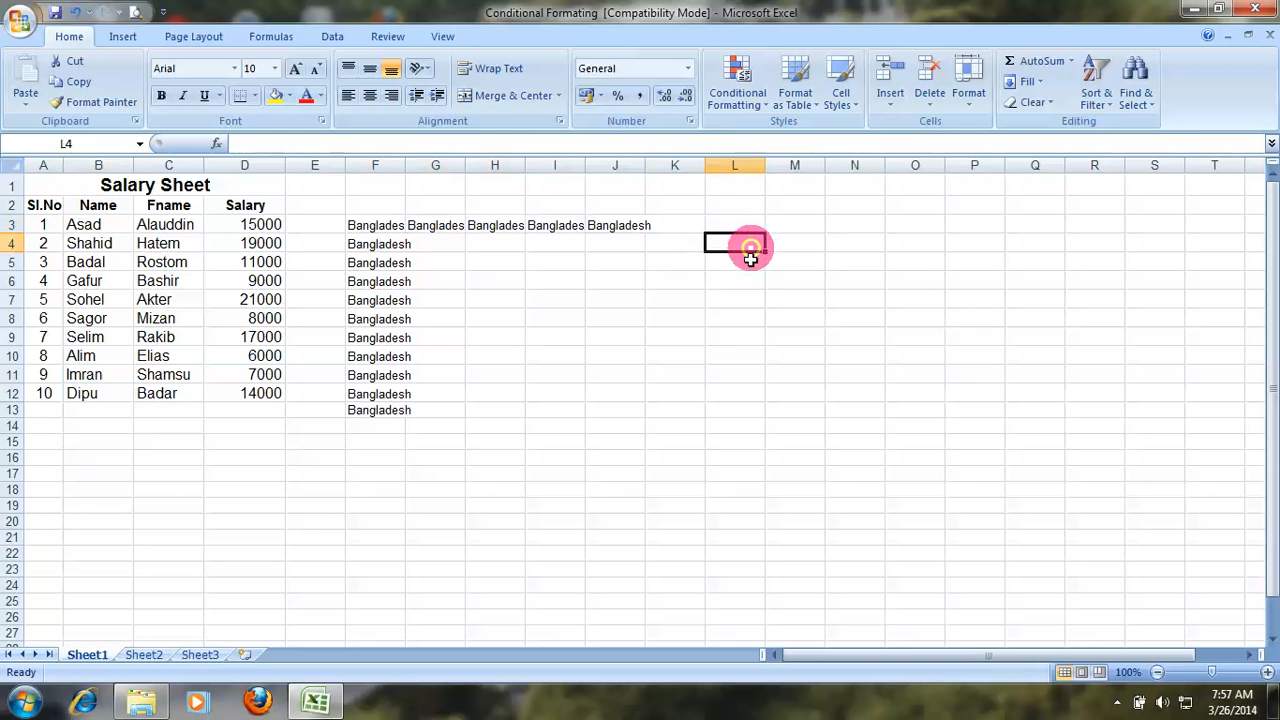 Conditional Formating [Compatibility Mode] - Microsoft Excel
Home Insert Page Layout Formulas Data Review View
Paste Cut Copy Format Painter Clipboard
Arial 10 B I U A A A Font
Wrap Text Merge & Center Alignment
General % , .0 .00 .00 .0 Number
Conditional Formatting Format as Table Cell Styles Styles
Insert Delete Format Cells
Σ AutoSum Fill Clear Sort & Filter Find & Select Editing
L4 fx
A B C D E F G H I J K L M N O P Q R S T
1 Salary Sheet
2 Sl.No Name Fname Salary
3 1 Asad Alauddin 15000 Banglades Banglades Banglades Banglades Bangladesh
4 2 Shahid Hatem 19000 Bangladesh
5 3 Badal Rostom 11000 Bangladesh
6 4 Gafur Bashir 9000 Bangladesh
7 5 Sohel Akter 21000 Bangladesh
8 6 Sagor Mizan 8000 Bangladesh
9 7 Selim Rakib 17000 Bangladesh
10 8 Alim Elias 6000 Bangladesh
11 9 Imran Shamsu 7000 Bangladesh
12 10 Dipu Badar 14000 Bangladesh
13 Bangladesh
14
15
16
17
18
19
20
21
22
23
24
25
26
27
Sheet1 Sheet2 Sheet3
Ready 100%
7:57 AM
3/26/2014